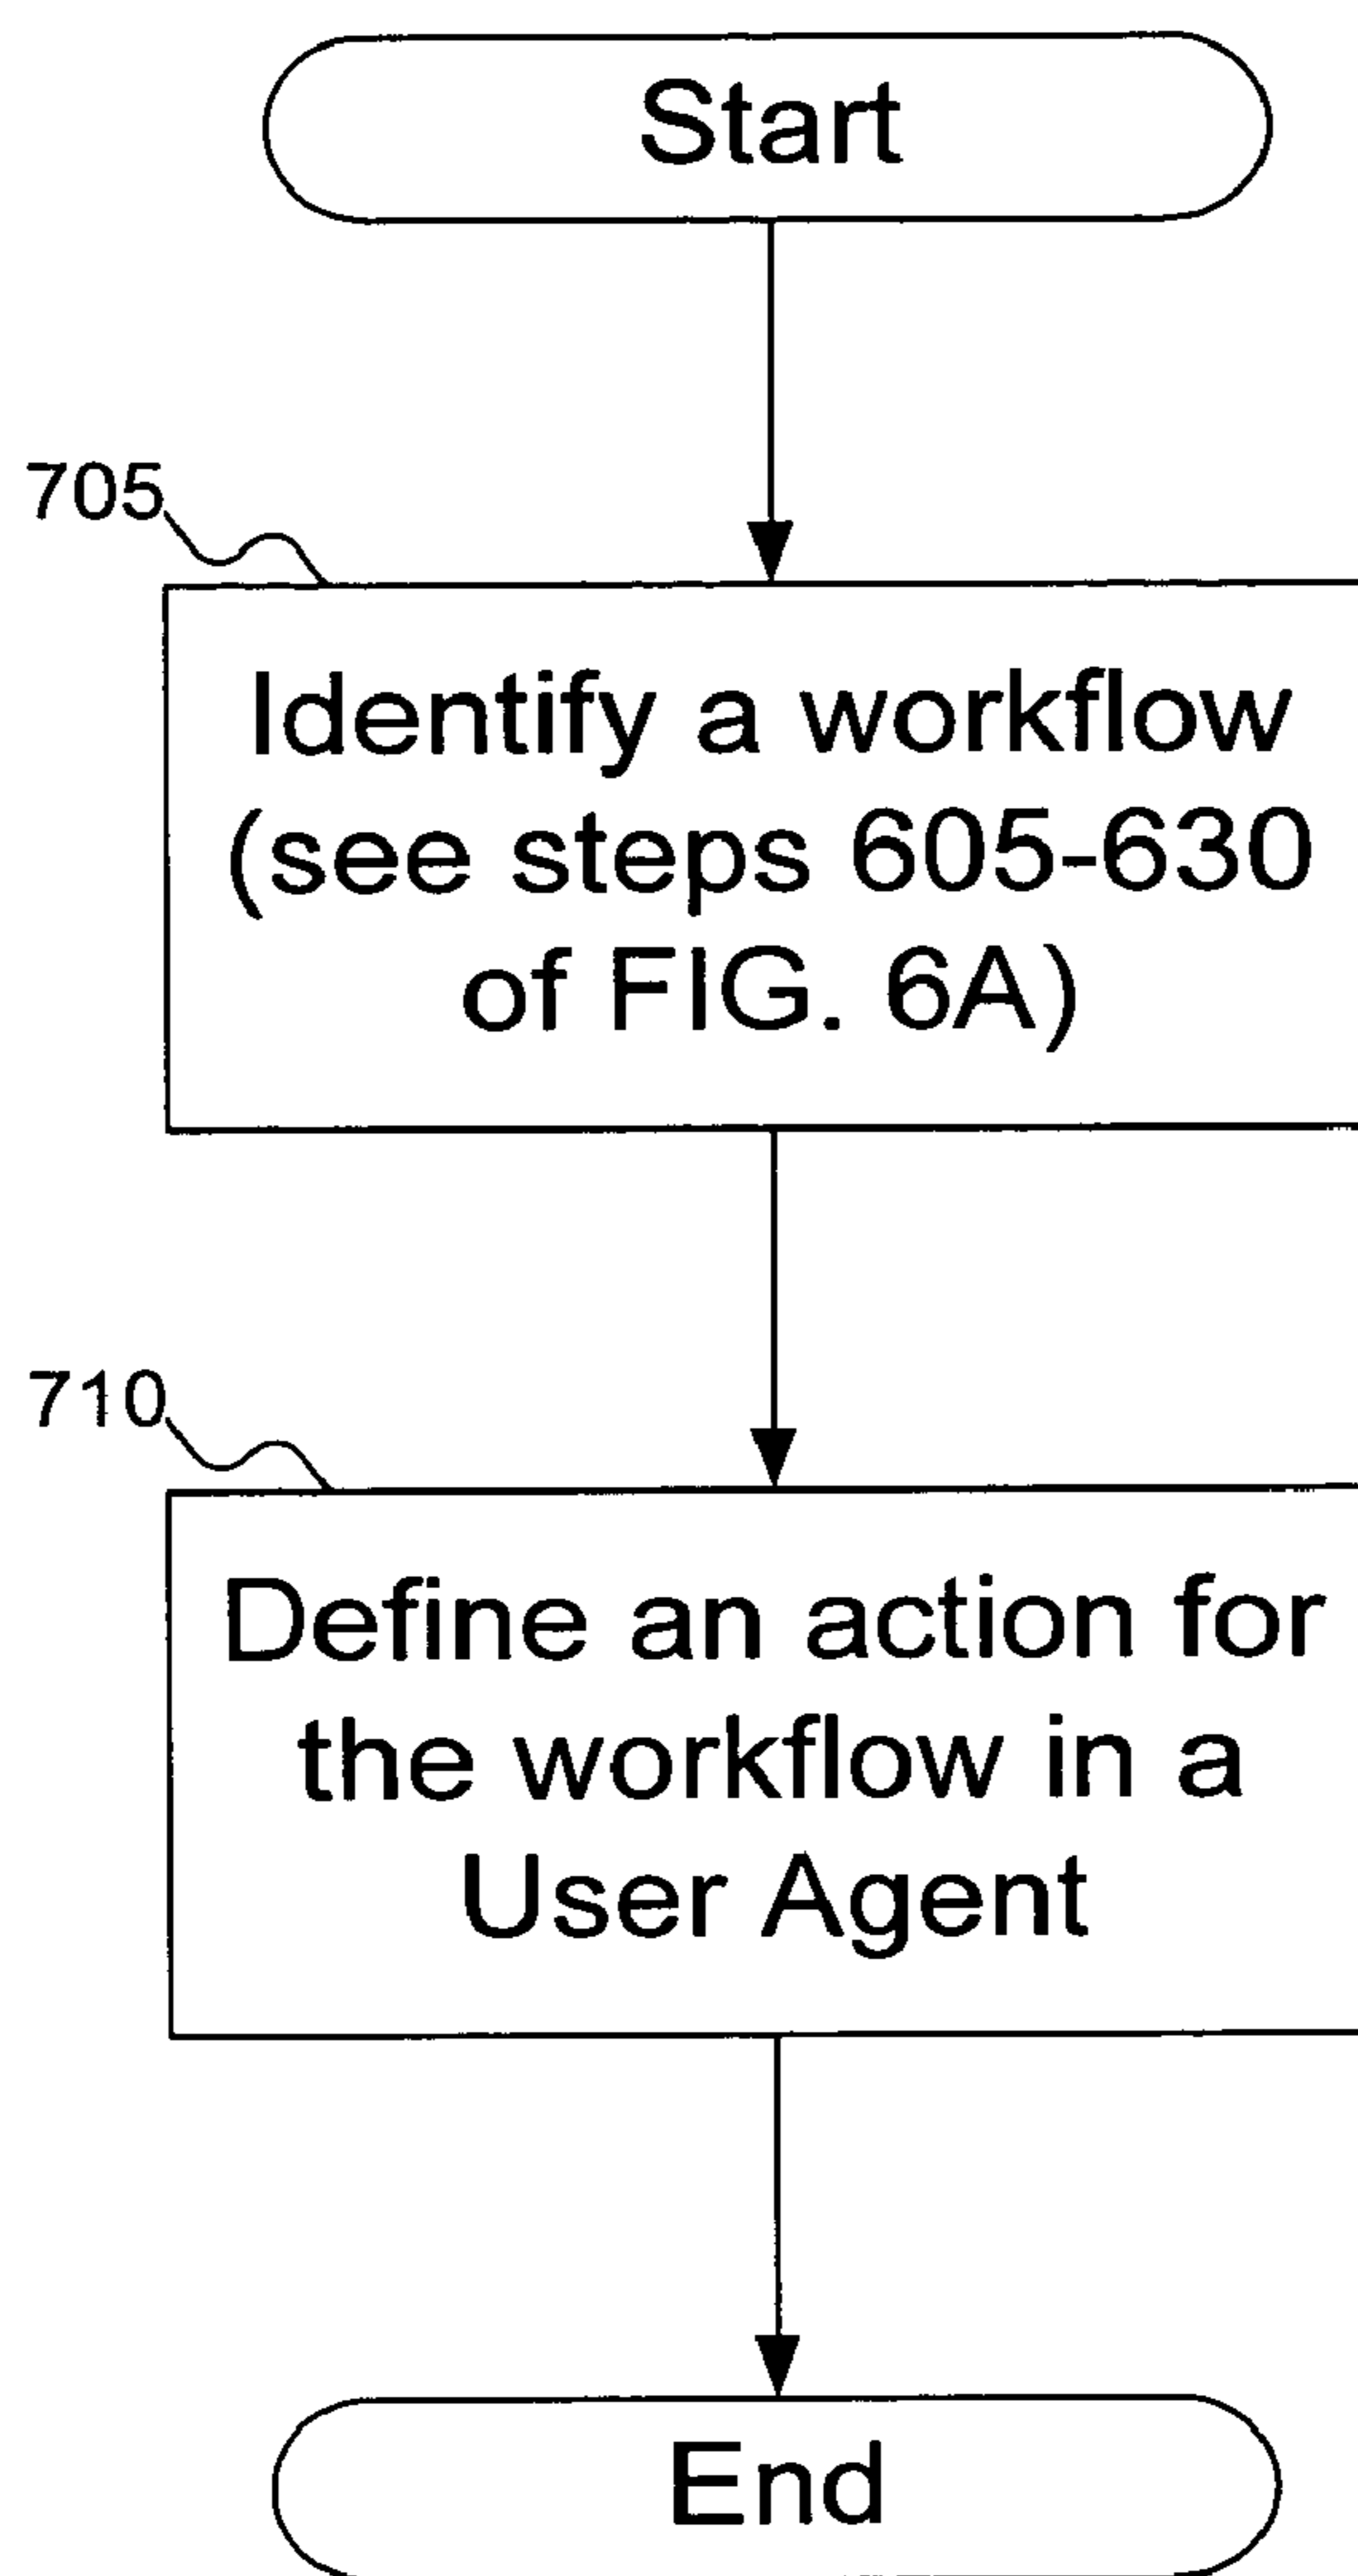 Start
705
Identify a workflow
(see steps 605-630
of FIG. 6A)
710
Define an action for
the workflow in a
User Agent
End